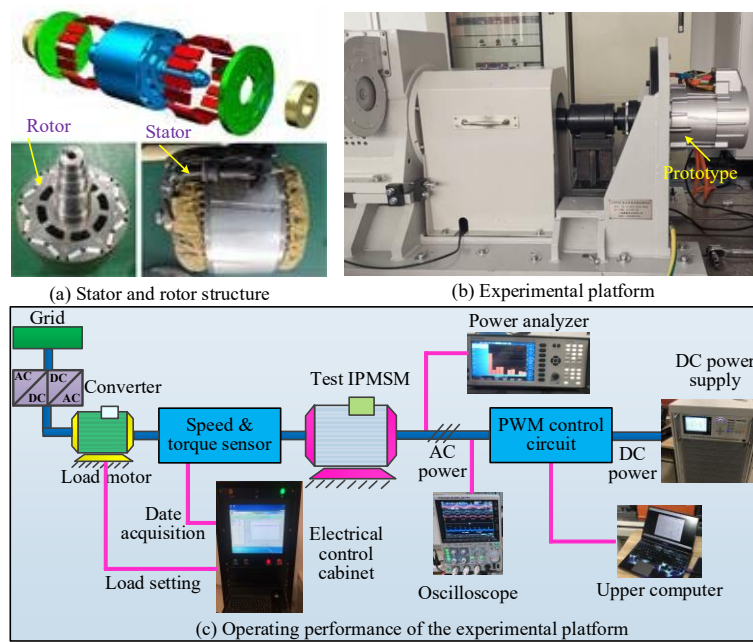 Rotor
Stator
Prototype
(a) Stator and rotor structure
(b) Experimental platform
Grid
Power analyzer
AC
DC
DC
AC
Converter
Test IPMSM
DC power
supply
Speed &
torque sensor
PWM control
circuit
Load motor
AC
power
DC
power
Date
acquisition
Electrical
control
cabinet
Load setting
Oscilloscope
Upper computer
(c) Operating performance of the experimental platform